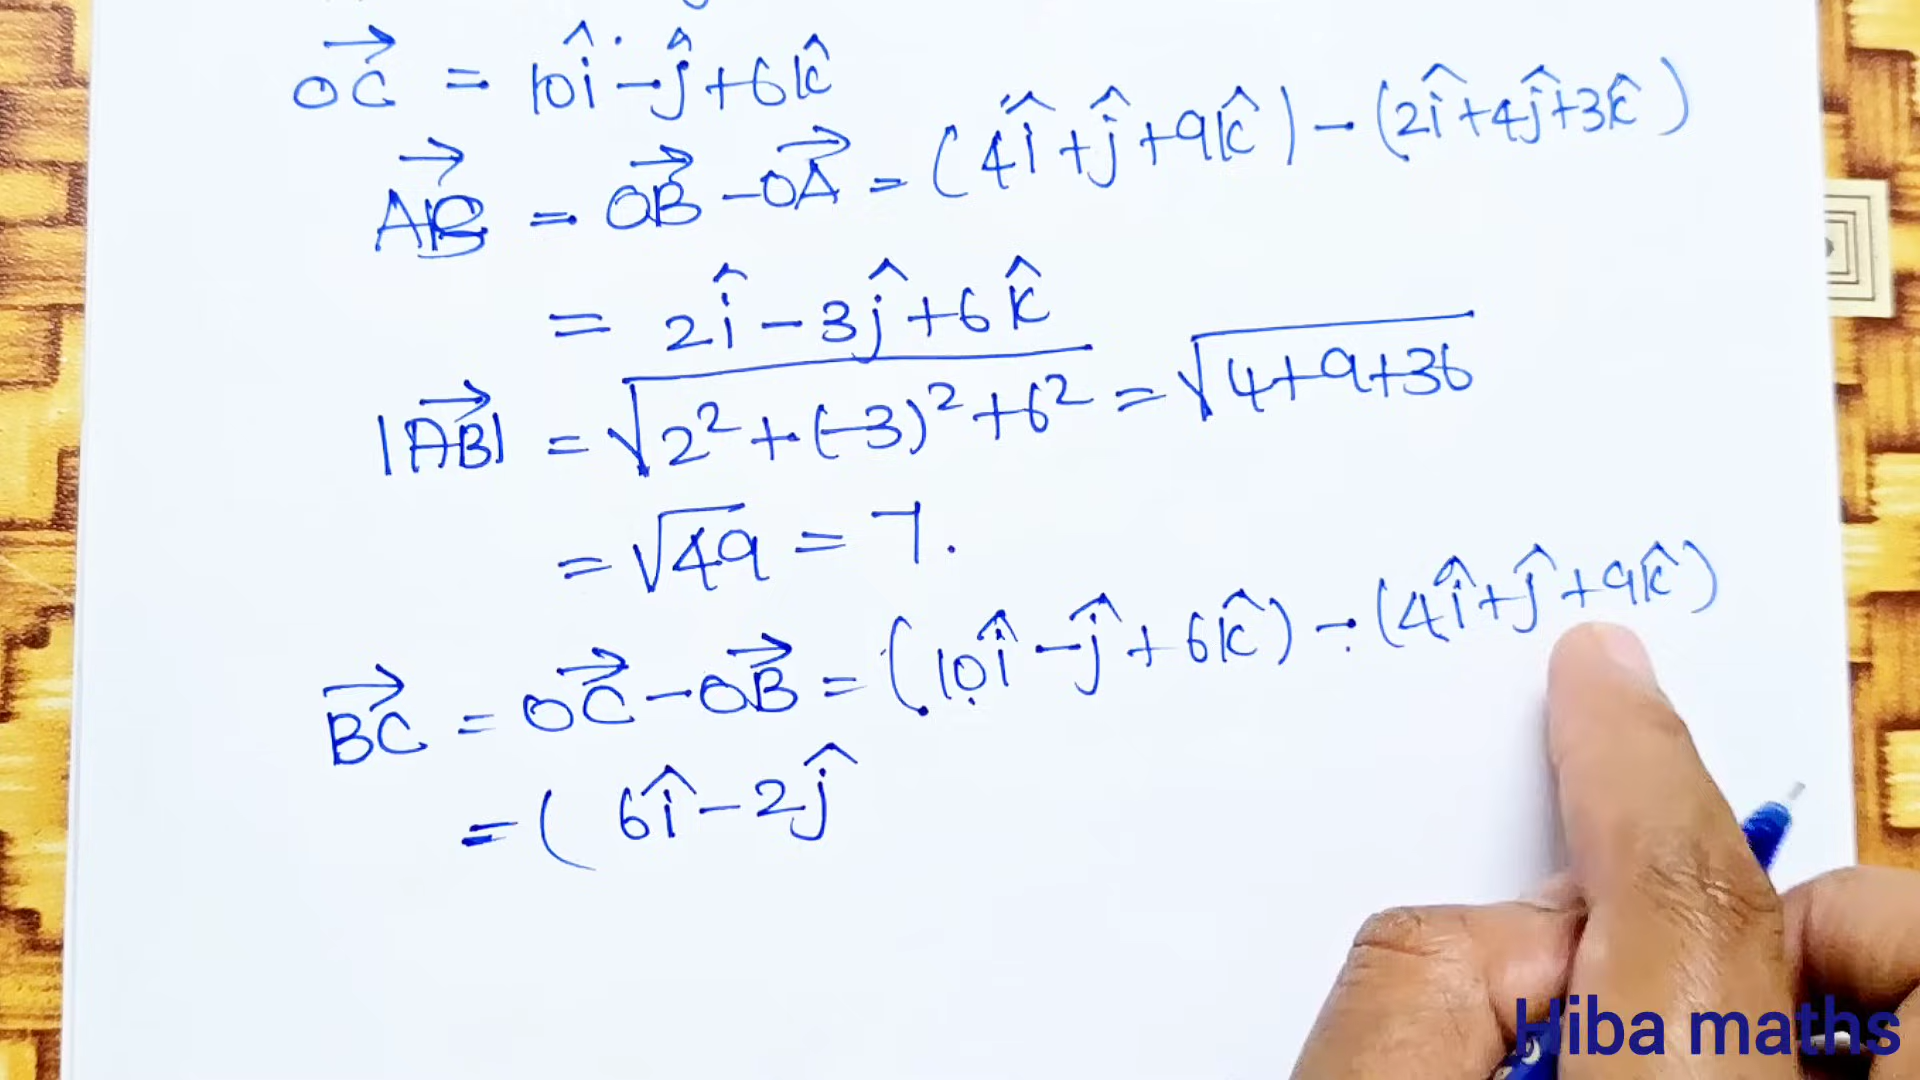 →OC = 10î - ĵ + 6k̂
→AB = →OB - →OA = (4î + ĵ + 9k̂) - (2î + 4ĵ + 3k̂)
= 2î - 3ĵ + 6k̂
|→AB| = √2² + (-3)² + 6² = √4+9+36
= √49 = 7.
→BC = →OC - →OB = (10î - ĵ + 6k̂) - (4î + ĵ + 9k̂)
= ( 6î - 2ĵ
Hiba maths